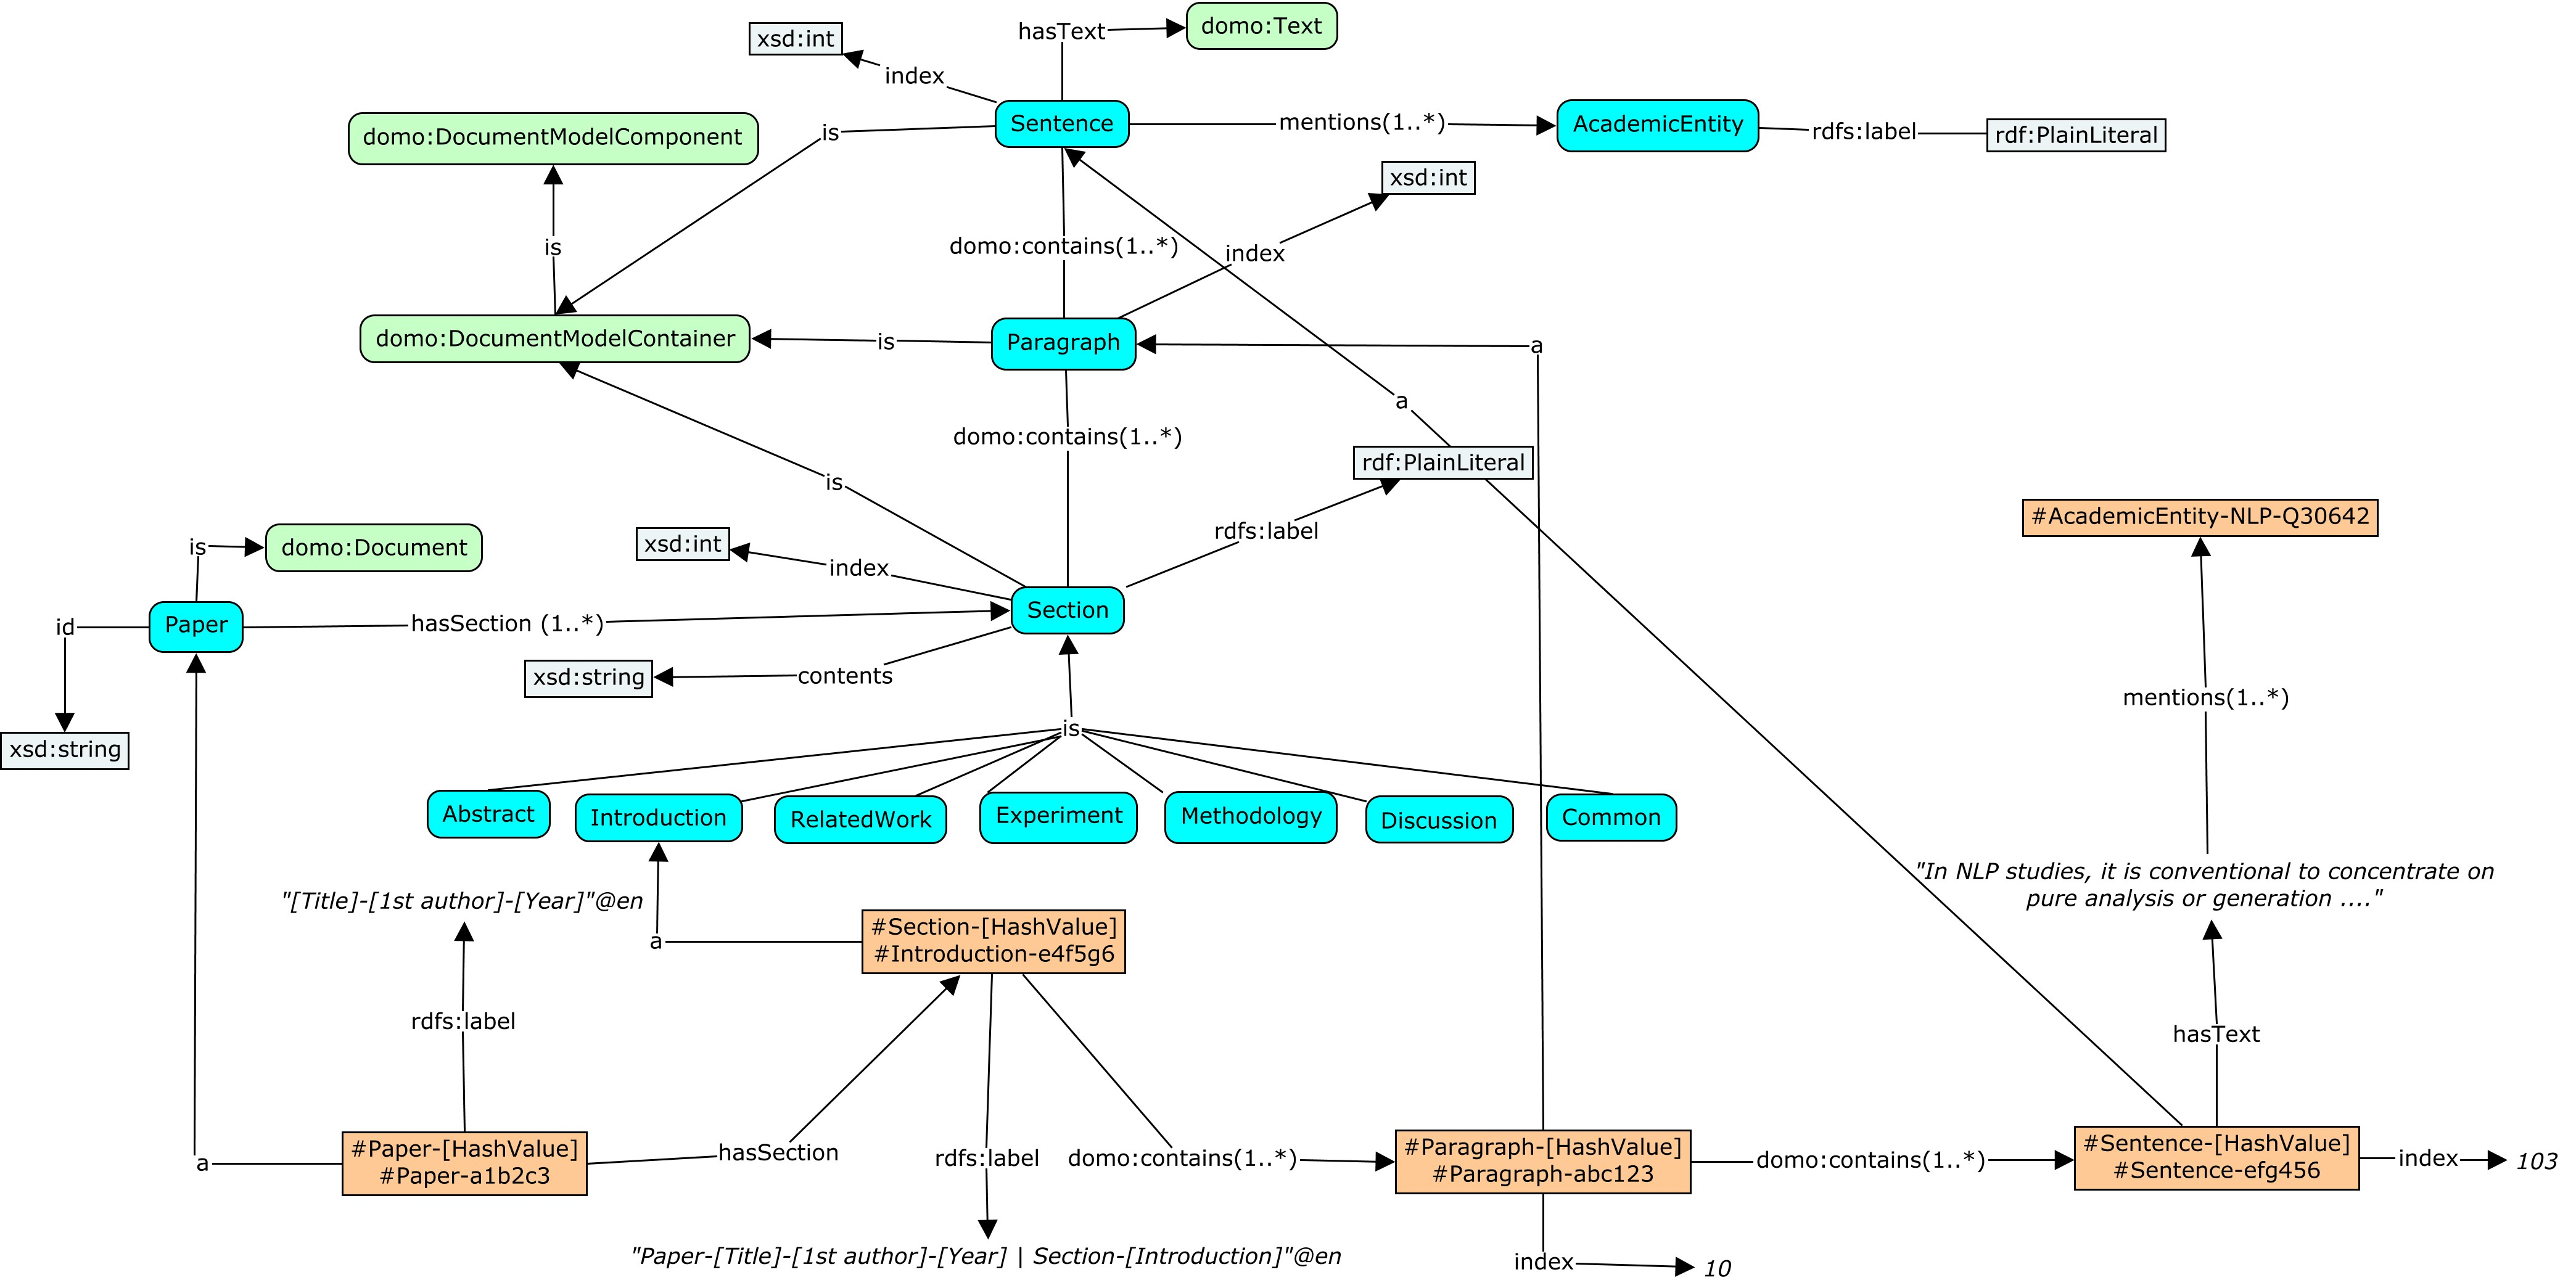 hasText
domo:Text
xsd:int
index
domo:DocumentModelComponent
is
Sentence
mentions(1..*)
AcademicEntity
rdfs:label
rdf:PlainLiteral
xsd:int
is
domo:contains(1..*)
index
domo:DocumentModelContainer
is
Paragraph
a
a
domo:contains(1..*)
rdf:PlainLiteral
is
rdfs:label
#AcademicEntity-NLP-Q30642
is
domo:Document
xsd:int
index
id
Paper
hasSection (1..*)
Section
xsd:string
contents
mentions(1..*)
xsd:string
is
Abstract
Introduction
RelatedWork
Experiment
Methodology
Discussion
Common
"In NLP studies, it is conventional to concentrate on
pure analysis or generation ...."
"[Title]-[1st author]-[Year]"@en
a
#Section-[HashValue]
#Introduction-e4f5g6
rdfs:label
hasText
a
#Paper-[HashValue]
#Paper-a1b2c3
hasSection
rdfs:label
domo:contains(1..*)
#Paragraph-[HashValue]
#Paragraph-abc123
domo:contains(1..*)
#Sentence-[HashValue]
#Sentence-efg456
index
103
"Paper-[Title]-[1st author]-[Year] | Section-[Introduction]"@en
index
10